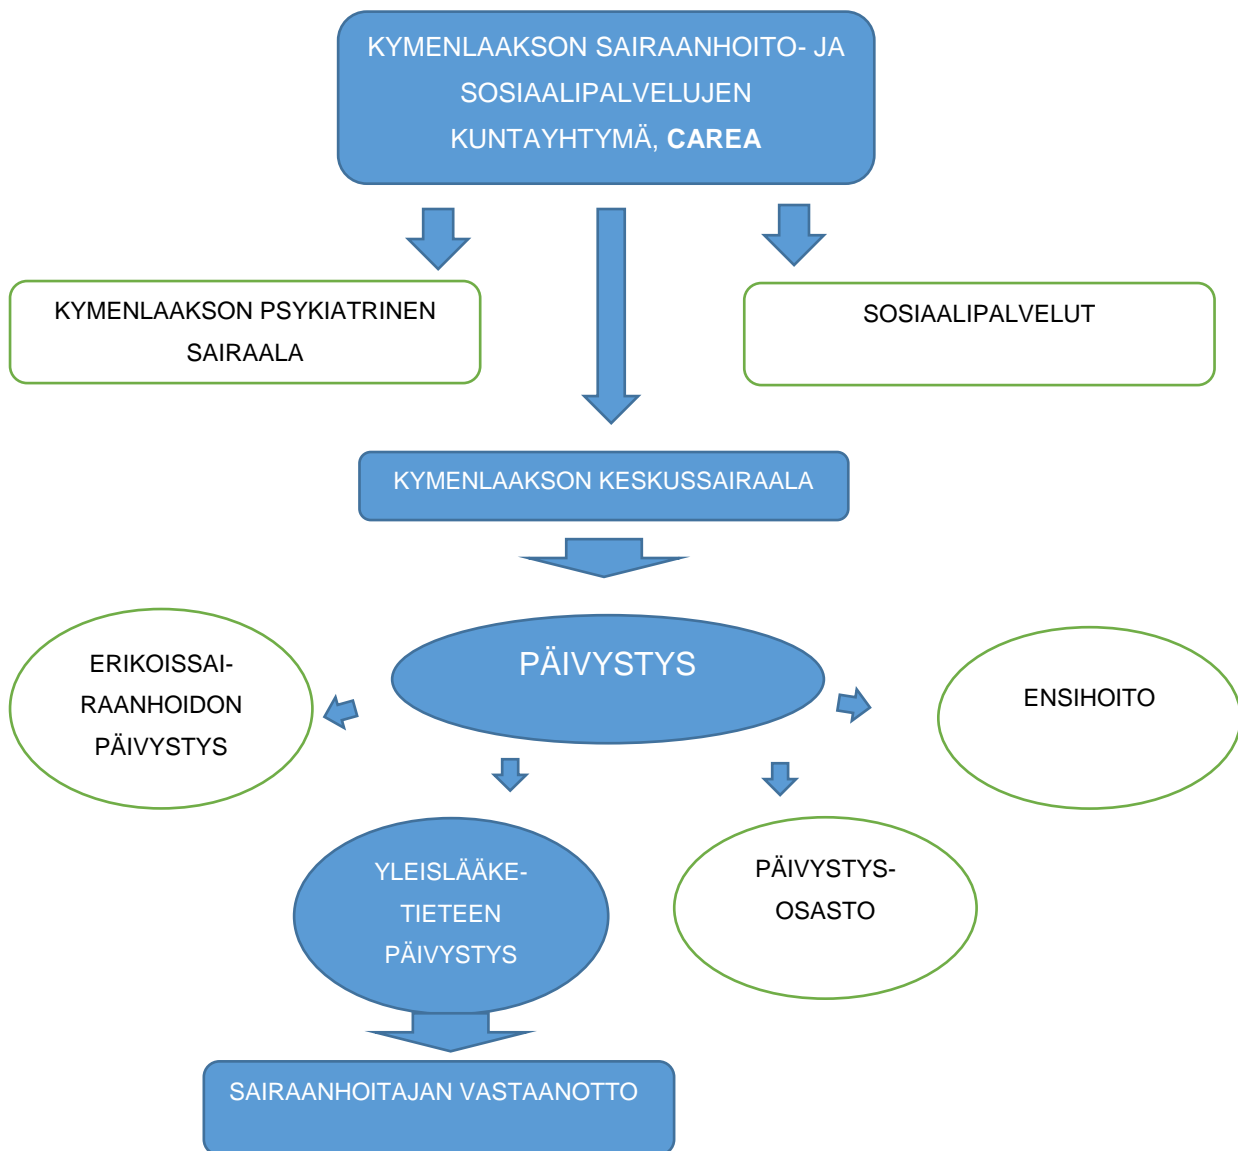 KYMENLAAKSON SAIRAANHOITO- JA
SOSIAALIPALVELUJEN
KUNTAYHTYMÄ, CAREA
KYMENLAAKSON PSYKIATRINEN
SAIRAALA
SOSIAALIPALVELUT
KYMENLAAKSON KESKUSSAIRAALA
PÄIVYSTYS
ERIKOISSAI-
RAANHOIDON
PÄIVYSTYS
ENSIHOITO
YLEISLÄÄKE-
TIETEEN
PÄIVYSTYS
PÄIVYSTYS-
OSASTO
SAIRAANHOITAJAN VASTAANOTTO